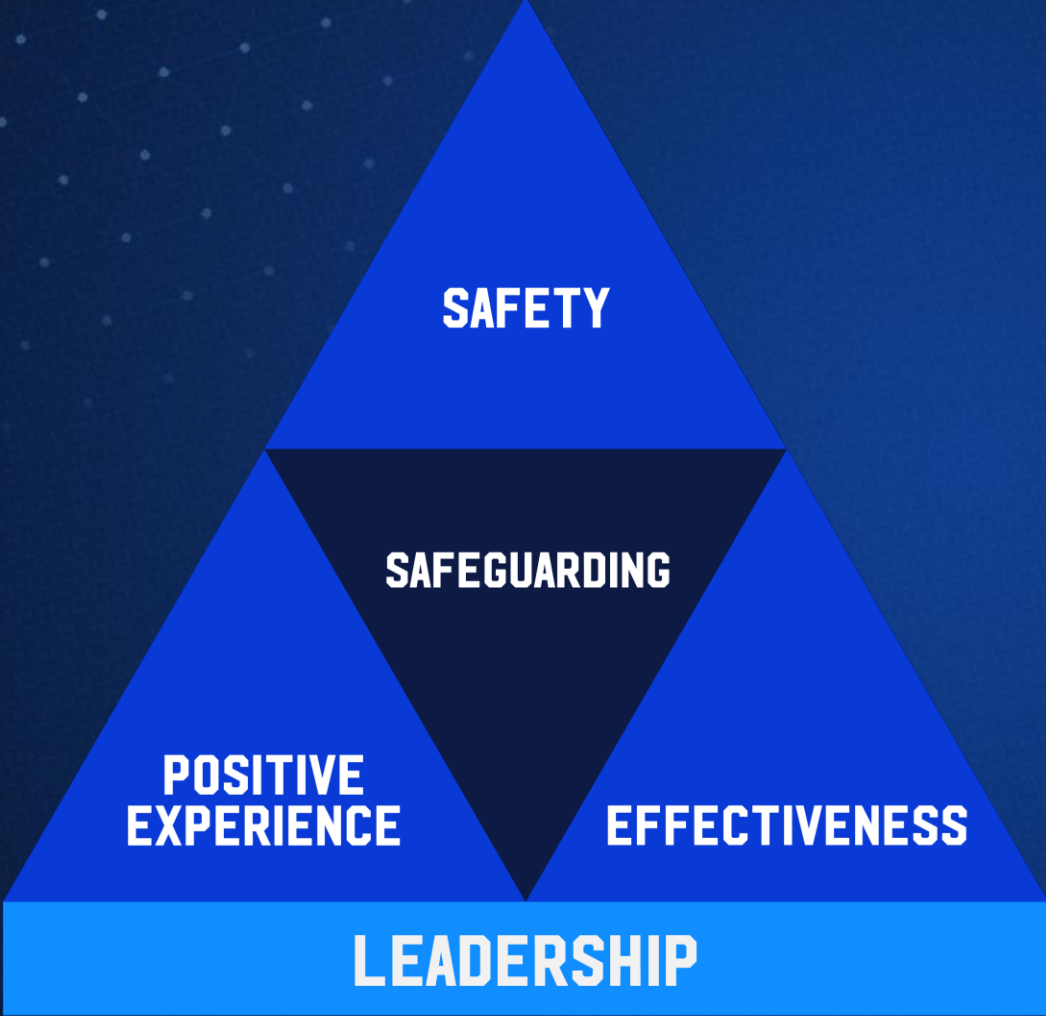 SAFETY
SAFEGUARDING
POSITIVE
EXPERIENCE
EFFECTIVENESS
LEADERSHIP